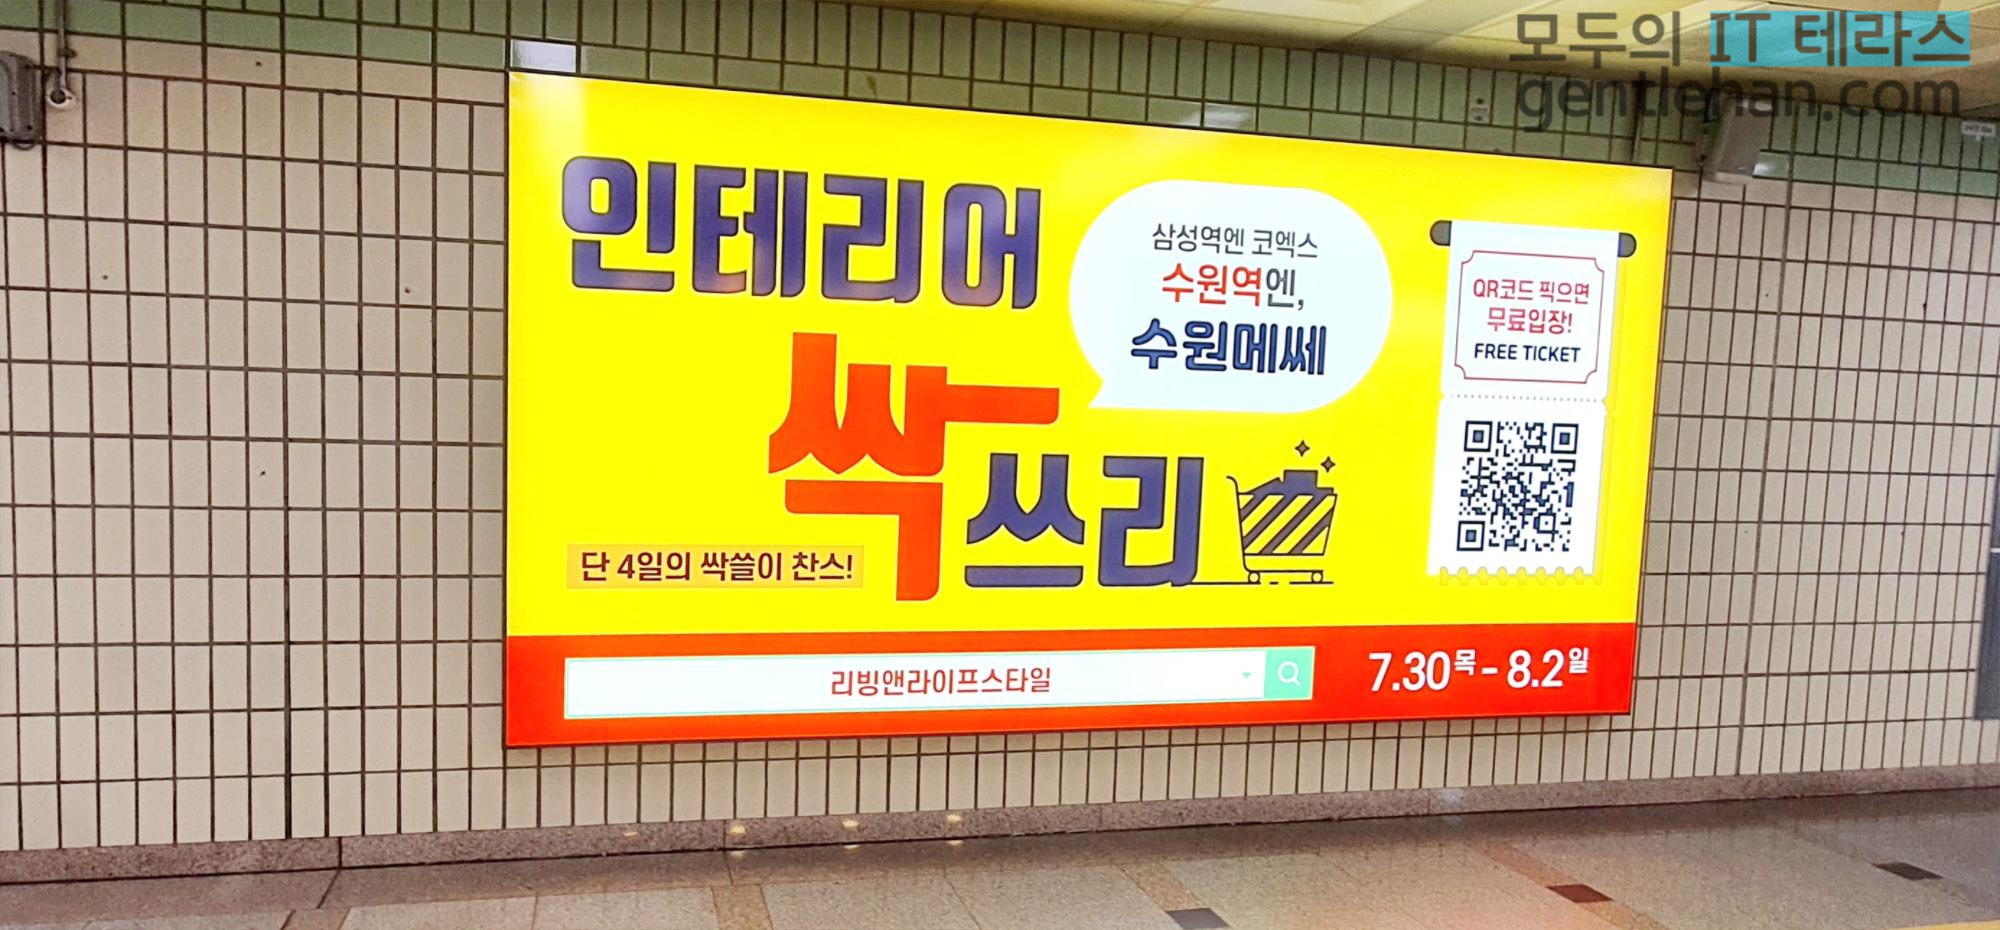 모두의 IT 테라스
gentlehan.com
인테리어
싹쓰리
단 4일의 싹쓸이 찬스!
삼성역엔 코엑스
수원역엔,
수원메쎄
QR코드 찍으면
무료입장!
FREE TICKET
리빙앤라이프스타일
7.30목 - 8.2일